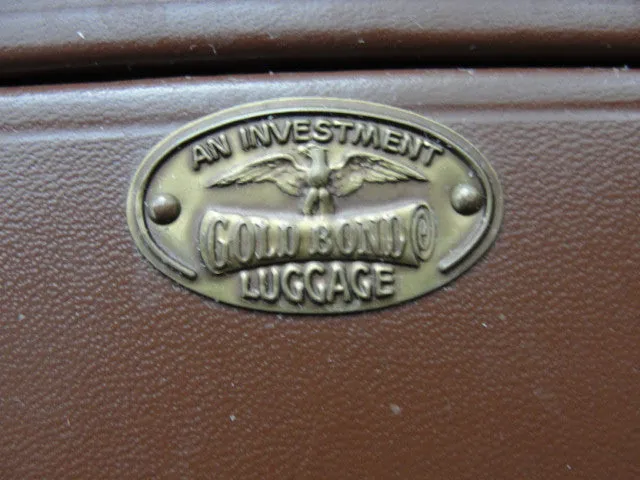 AN INVESTMENT
GOLD BOND ®
LUGGAGE